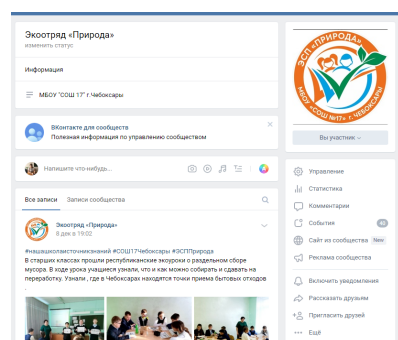 Экоотряд «Природа»
изменить статус
Информация
МБОУ "СОШ 17" г.Чебоксары
ВКонтакте для сообществ
Полезная информация по управлению сообществом
Напишите что-нибудь...
Все записи Записи сообщества
Экоотряд «Природа»
8 дек в 19:02
#нашашколаисточникзнаний #СОШ17Чебоксары #ЭСППрирода
В старших классах прошли республиканские экоуроки о раздельном сборе
мусора. В ходе урока учащиеся узнали, что и как можно собирать и сдавать на
переработку. Узнали , где в Чебоксарах находятся точки приема бытовых отходов
.
ЭСП «ПРИРОДА»
МБОУ «СОШ №17» г. ЧЕБОКСАРЫ
Вы участник
Управление
Статистика
Комментарии
События
Сайт из сообщества New
Реклама сообщества
Включить уведомления
Рассказать друзьям
Пригласить друзей
Ещё